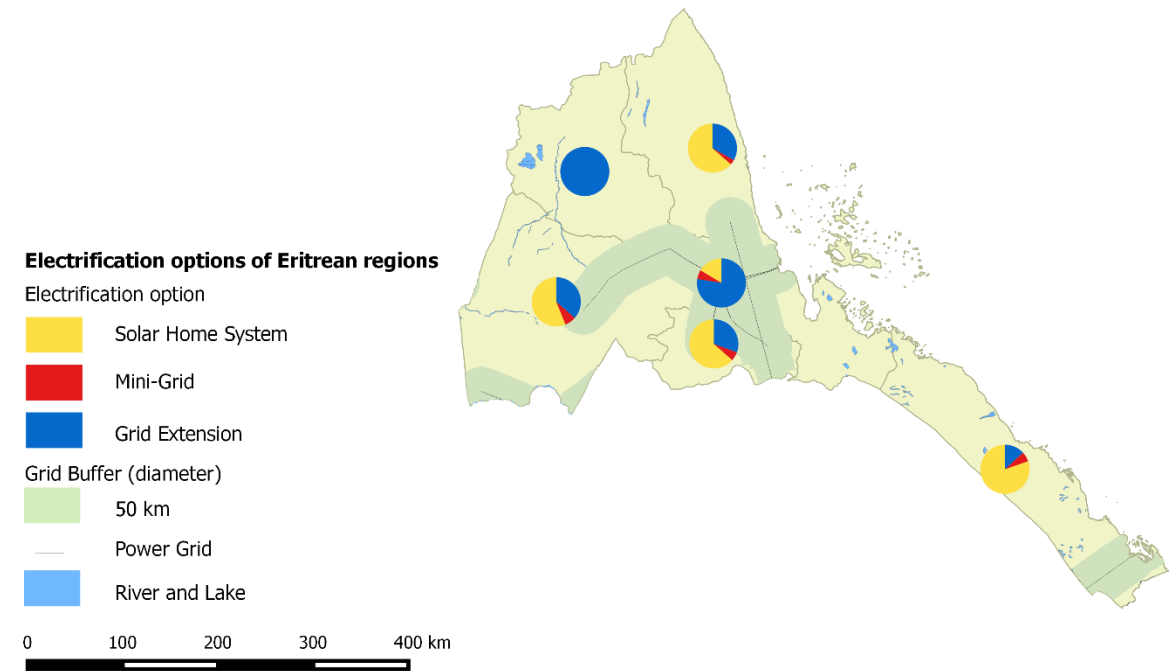 Electrification options of Eritrean regions
Electrification option
Solar Home System
Mini-Grid
Grid Extension
Grid Buffer (diameter)
50 km
Power Grid
River and Lake
0 100 200 300 400 km